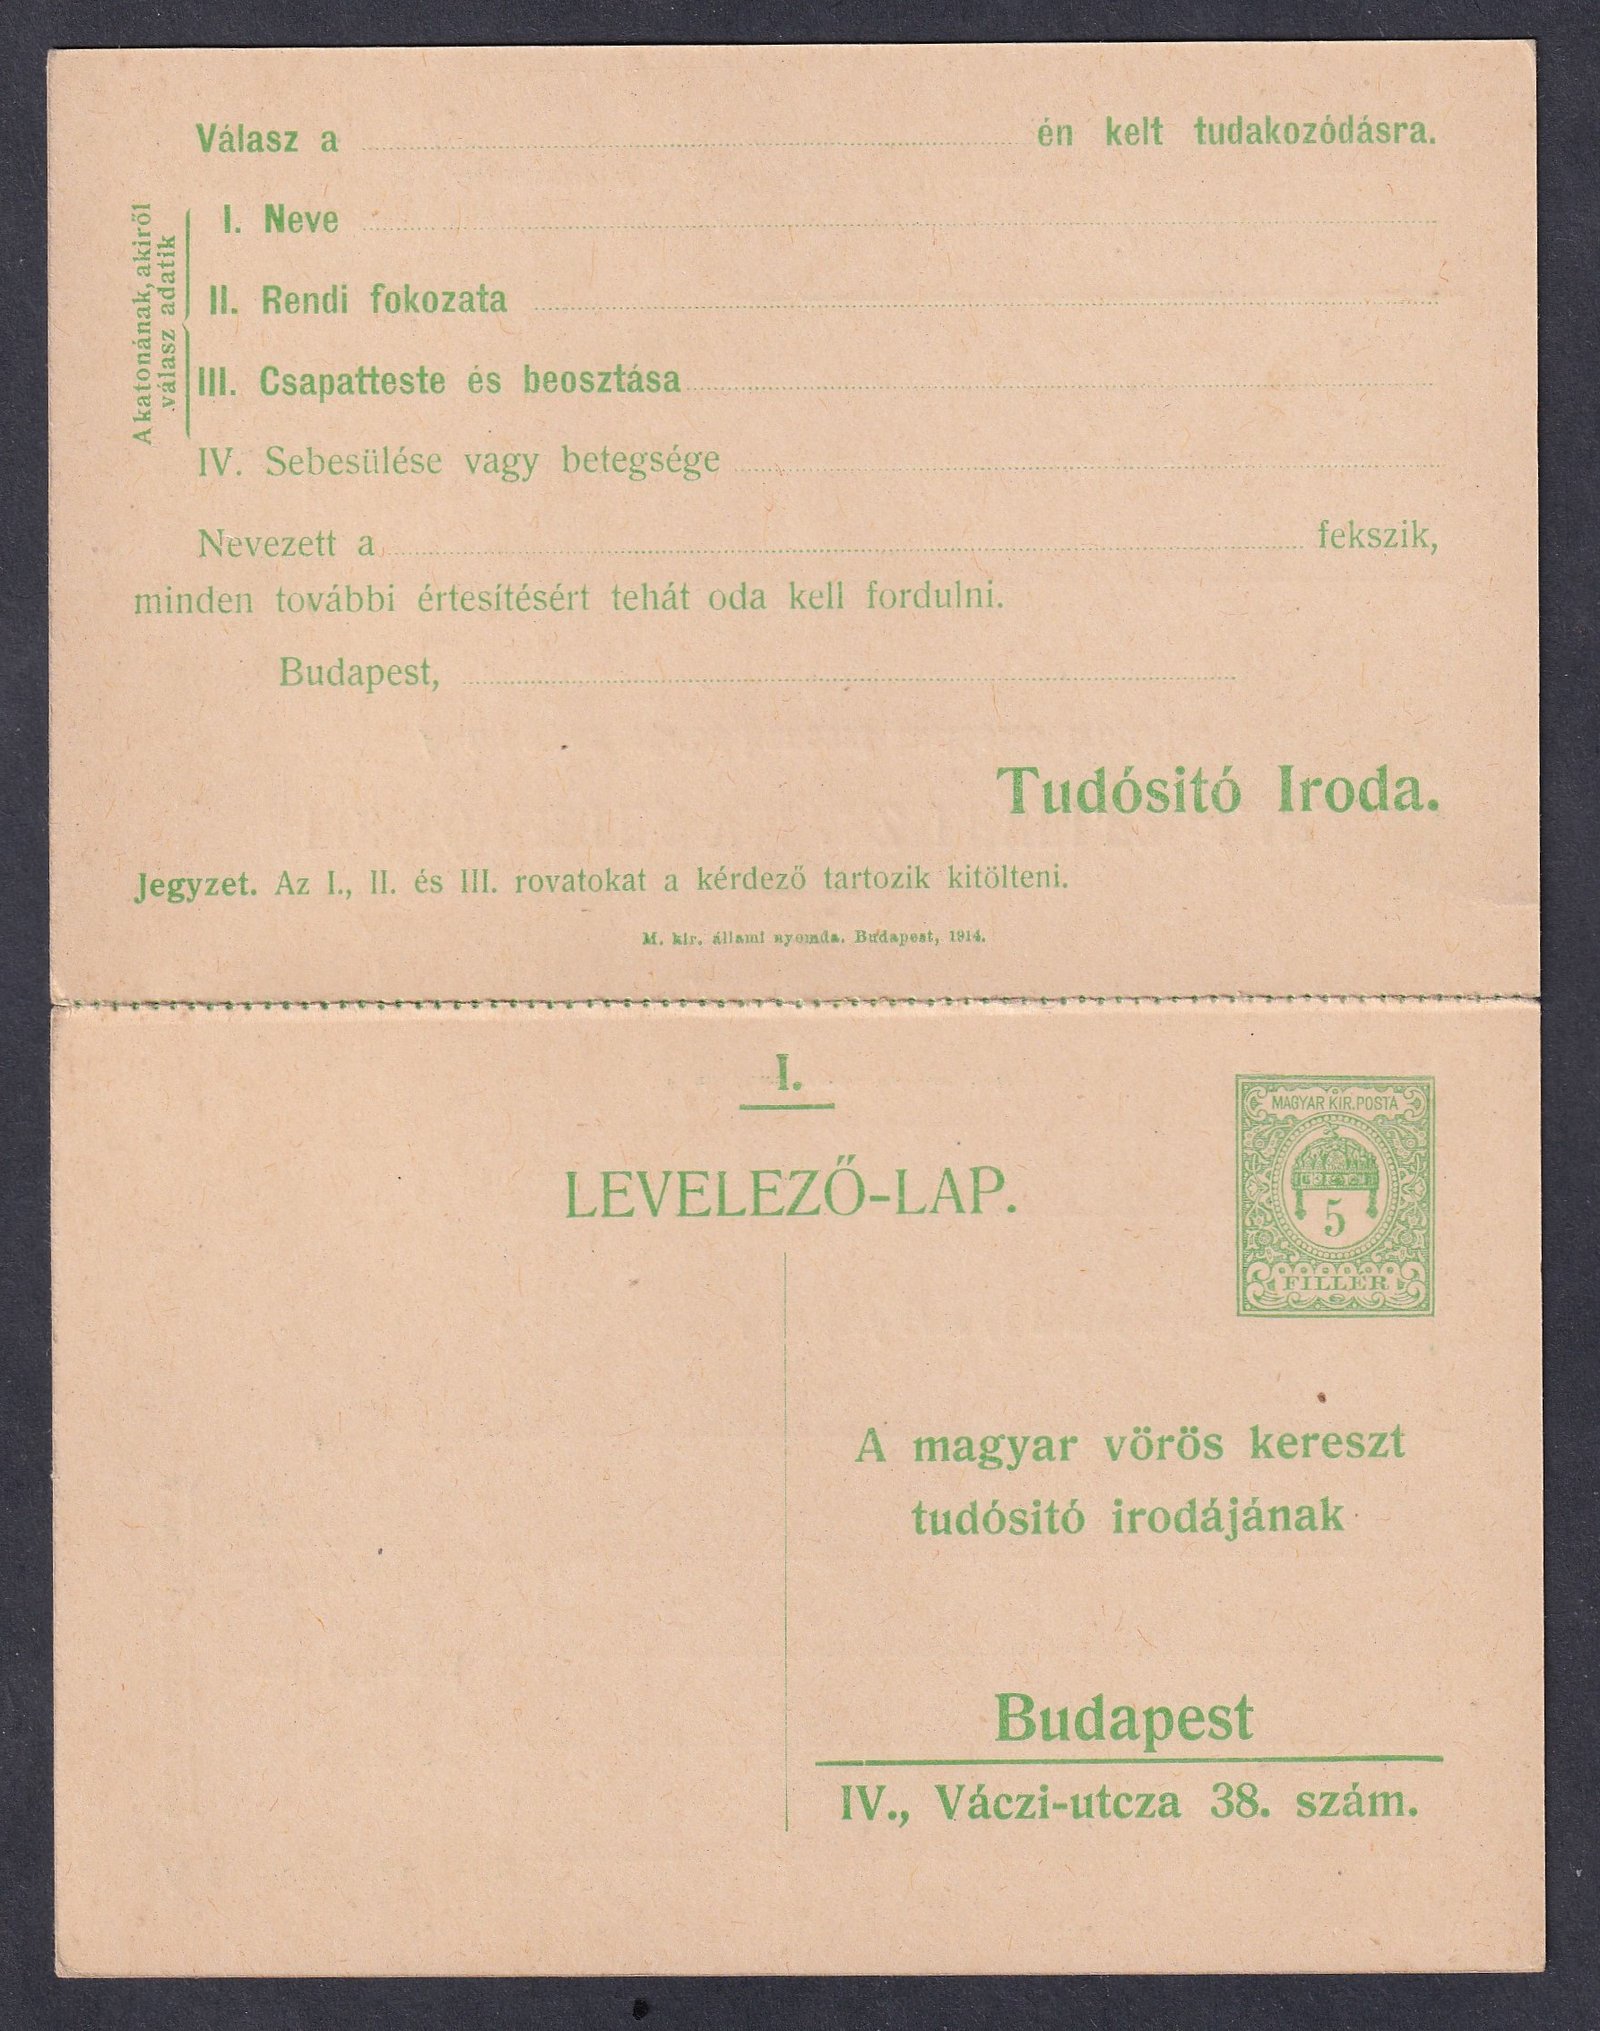 Válasz a én kelt tudakozódásra.
A katonának, akiről
válasz adatik
I. Neve
II. Rendi fokozata
III. Csapatteste és beosztása
IV. Sebesülése vagy betegsége
Nevezett a fekszik,
minden további értesítésért tehát oda kell fordulni.
Budapest,
Tudósitó Iroda.
Jegyzet. Az I., II. és III. rovatokat a kérdező tartozik kitölteni.
M. kir. állami nyomda. Budapest, 1914.
I.
MAGYAR KIR. POSTA
5
FILLÉR
LEVELEZŐ-LAP.
A magyar vörös kereszt
tudósitó irodájának
Budapest
IV., Váczi-utcza 38. szám.